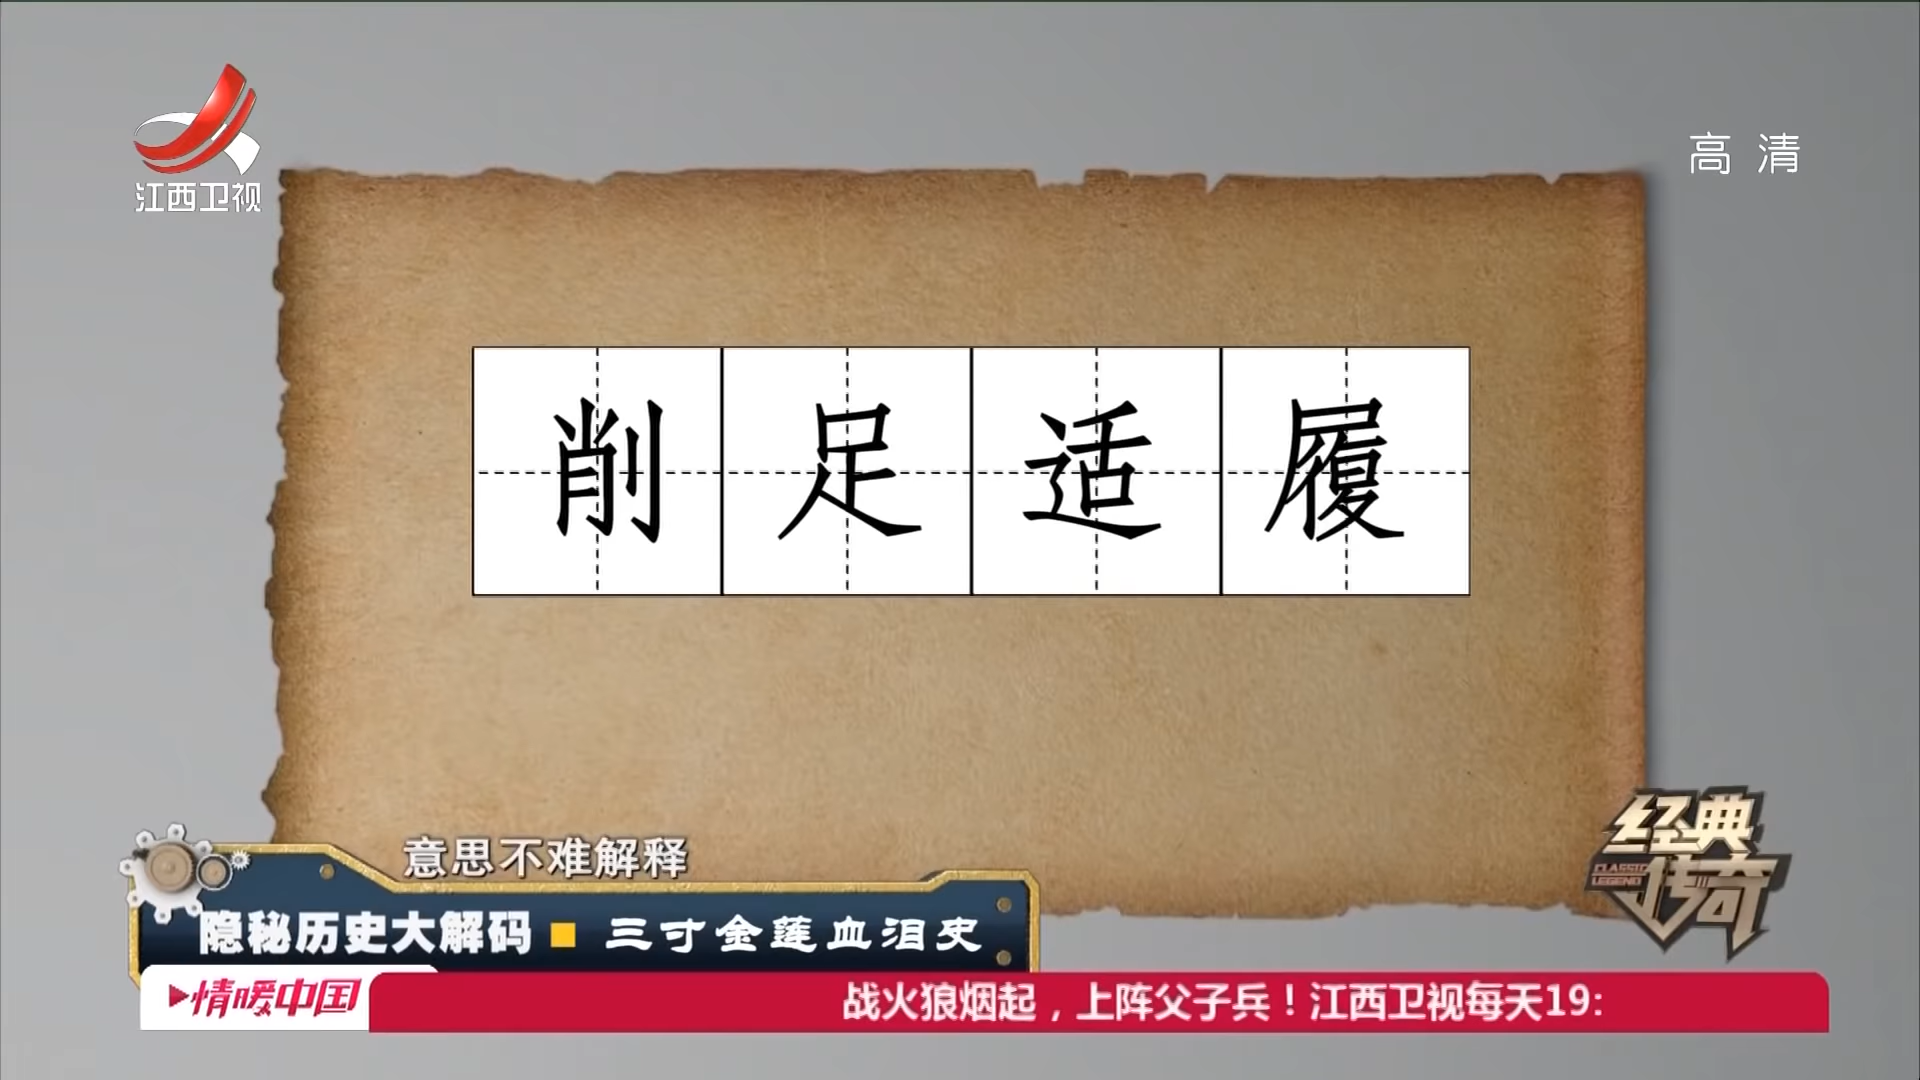 江西卫视
高 清
削足适履
意思不难解释
经典传奇
CLASSIC
LEGEND
隐秘历史大解码 ■ 三寸金莲血泪史
情暖中国
战火狼烟起，上阵父子兵！江西卫视每天19: